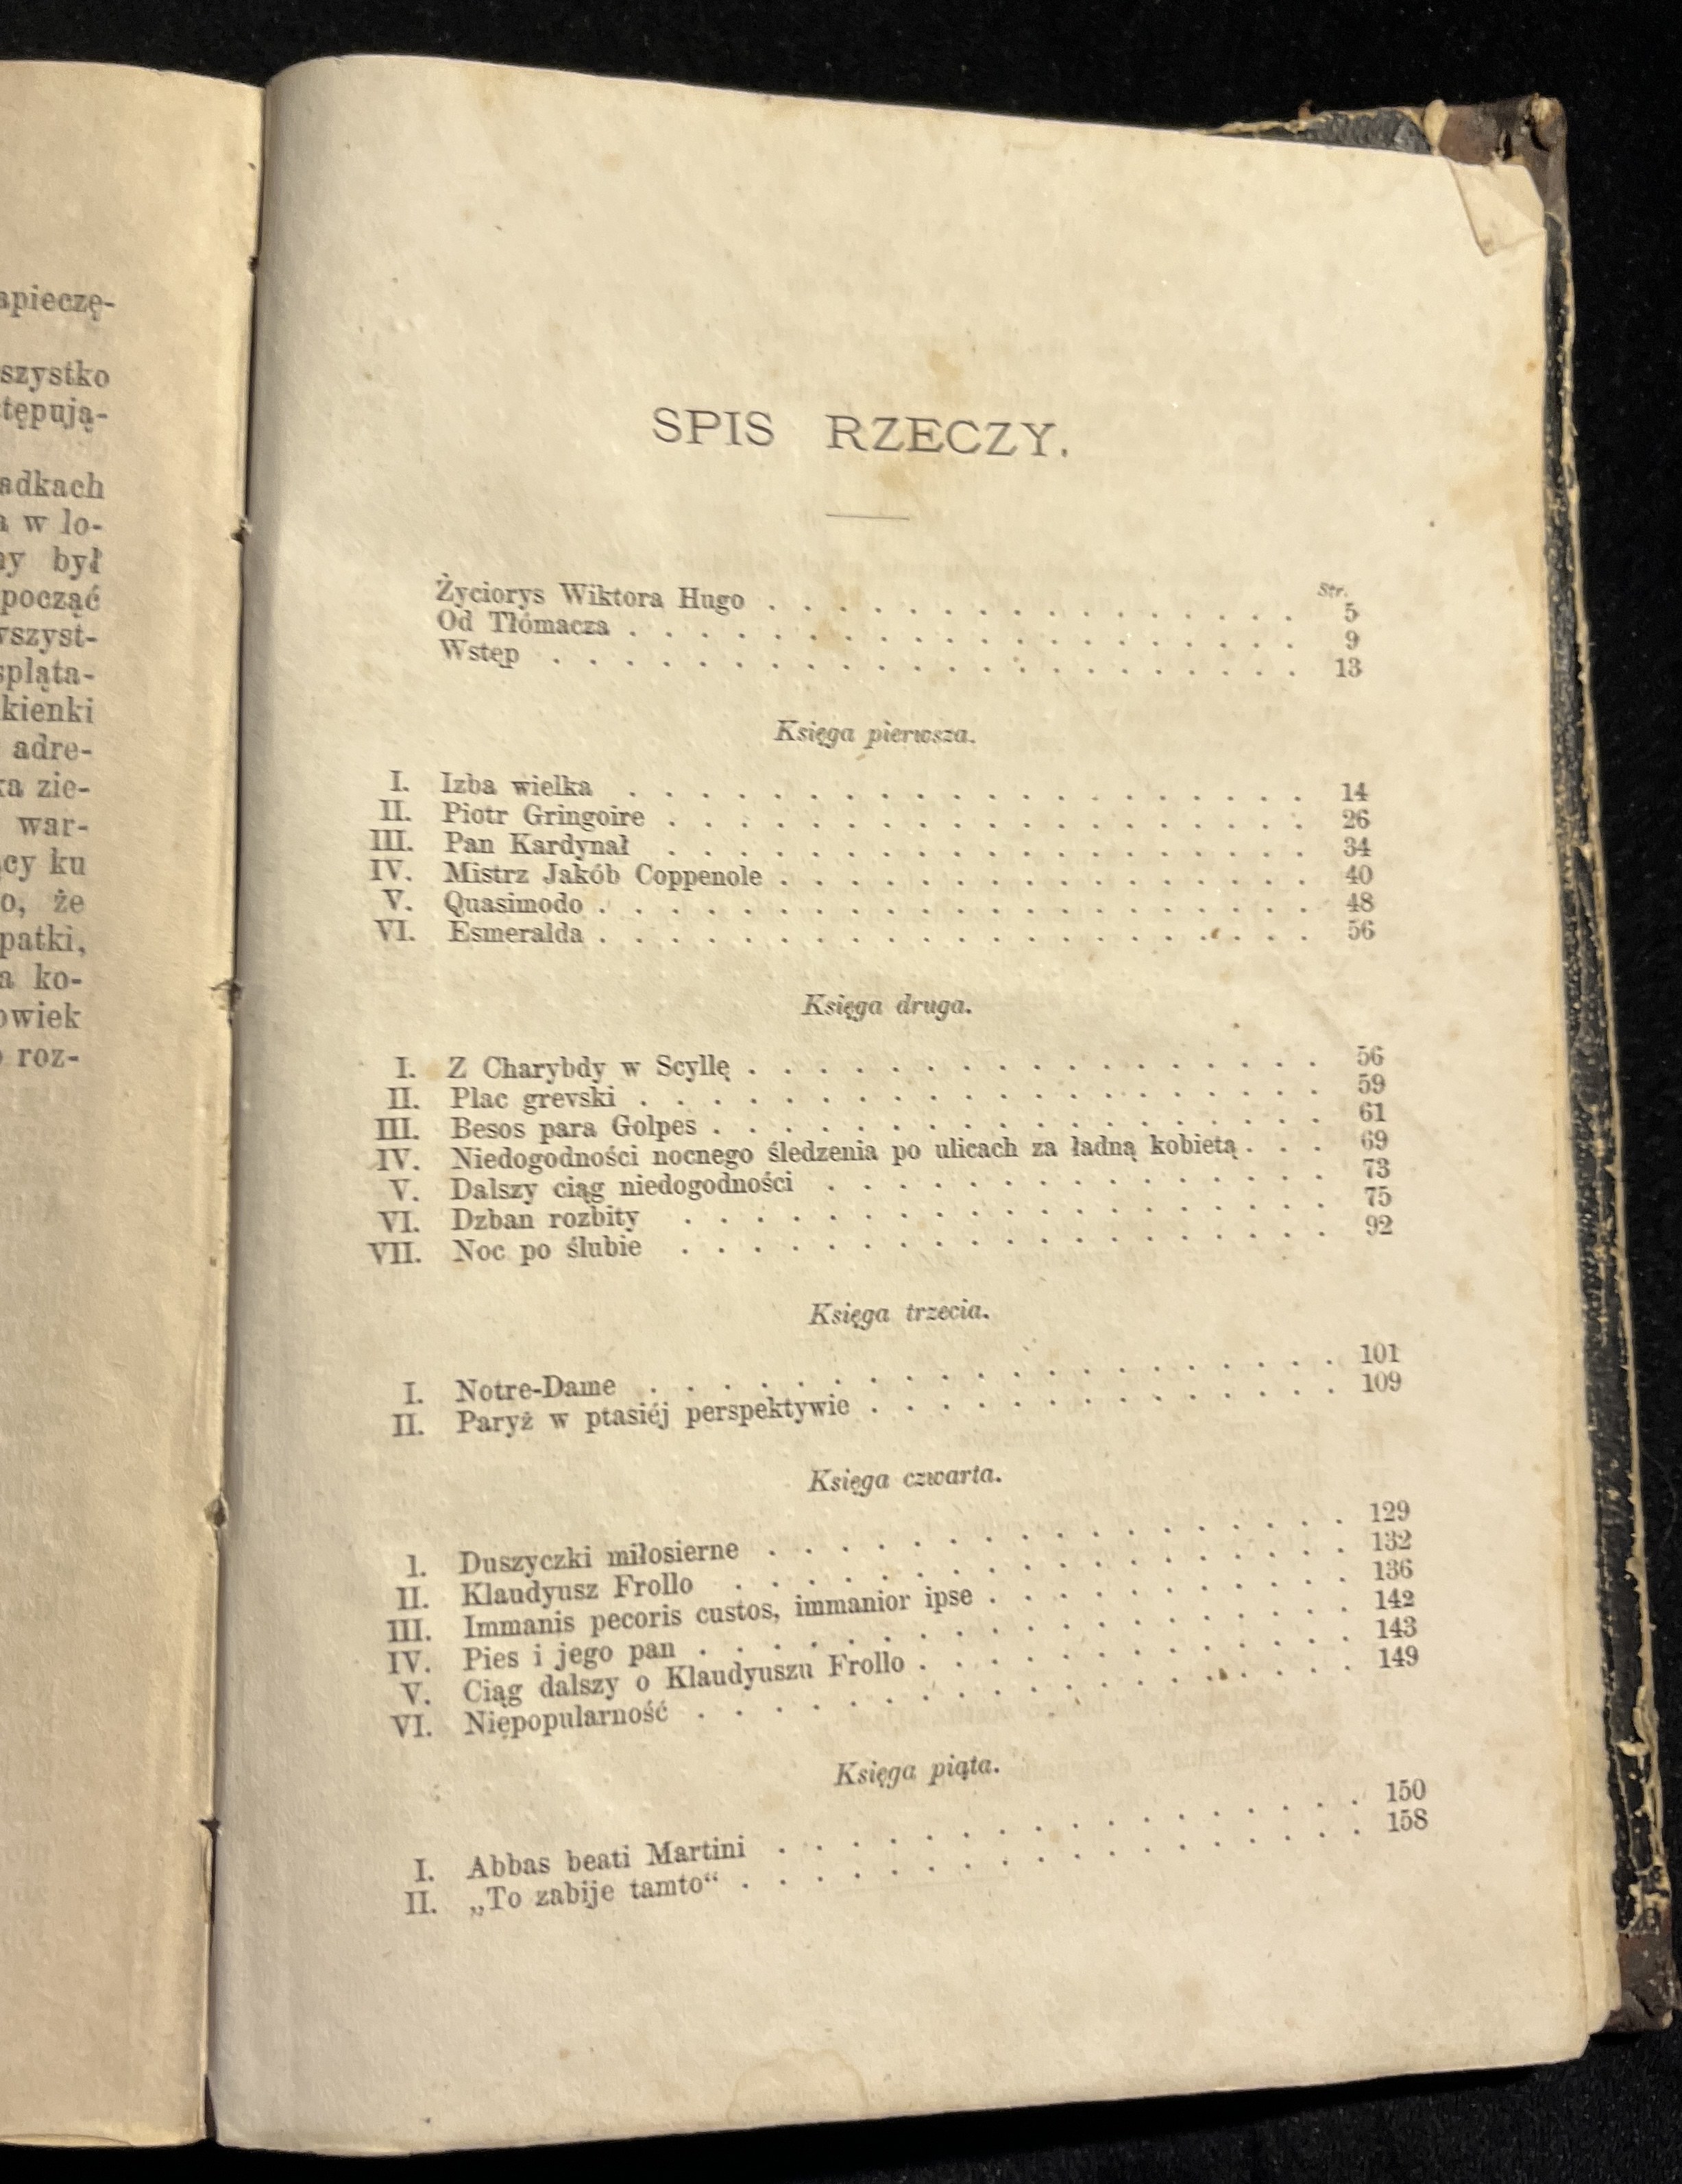 apieczę-
szystko
tępują-
adkach
a w lo-
ny był
począć
wszyst-
spląta-
kienki
adre-
ka zie-
war-
ący ku
o, że
patki,
a ko-
owiek
roz-
SPIS RZECZY.
Str.
Życiorys Wiktora Hugo . . . . . . . . . . . . . . . 5
Od Tłómacza . . . . . . . . . . . . . . . . . . . 9
Wstęp . . . . . . . . . . . . . . . . . . . . . 13
Księga pierwsza.
I. Izba wielka . . . . . . . . . . . . . . . . . . . 14
II. Piotr Gringoire . . . . . . . . . . . . . . . . . . 26
III. Pan Kardynał . . . . . . . . . . . . . . . . . . 34
IV. Mistrz Jakób Coppenole . . . . . . . . . . . . . . . 40
V. Quasimodo . . . . . . . . . . . . . . . . . . . . 48
VI. Esmeralda . . . . . . . . . . . . . . . . . . . . 56
Księga druga.
I. Z Charybdy w Scyllę . . . . . . . . . . . . . . . . 56
II. Plac grevski . . . . . . . . . . . . . . . . . . . 59
III. Besos para Golpes . . . . . . . . . . . . . . . . . 61
IV. Niedogodności nocnego śledzenia po ulicach za ładną kobietą . . . 69
V. Dalszy ciąg niedogodności . . . . . . . . . . . . . . 73
VI. Dzban rozbity . . . . . . . . . . . . . . . . . . 75
VII. Noc po ślubie . . . . . . . . . . . . . . . . . . 92
Księga trzecia.
I. Notre-Dame . . . . . . . . . . . . . . . . . . . 101
II. Paryż w ptasiéj perspektywie . . . . . . . . . . . . . 109
Księga czwarta.
1. Duszyczki miłosierne . . . . . . . . . . . . . . . . 129
II. Klaudyusz Frollo . . . . . . . . . . . . . . . . . 132
III. Immanis pecoris custos, immanior ipse . . . . . . . . . . 136
IV. Pies i jego pan . . . . . . . . . . . . . . . . . . 142
V. Ciąg dalszy o Klaudyuszu Frollo . . . . . . . . . . . . 143
VI. Niepopularność . . . . . . . . . . . . . . . . . . 149
Księga piąta.
I. Abbas beati Martini . . . . . . . . . . . . . . . . 150
II. „To zabije tamto“ . . . . . . . . . . . . . . . . . 158